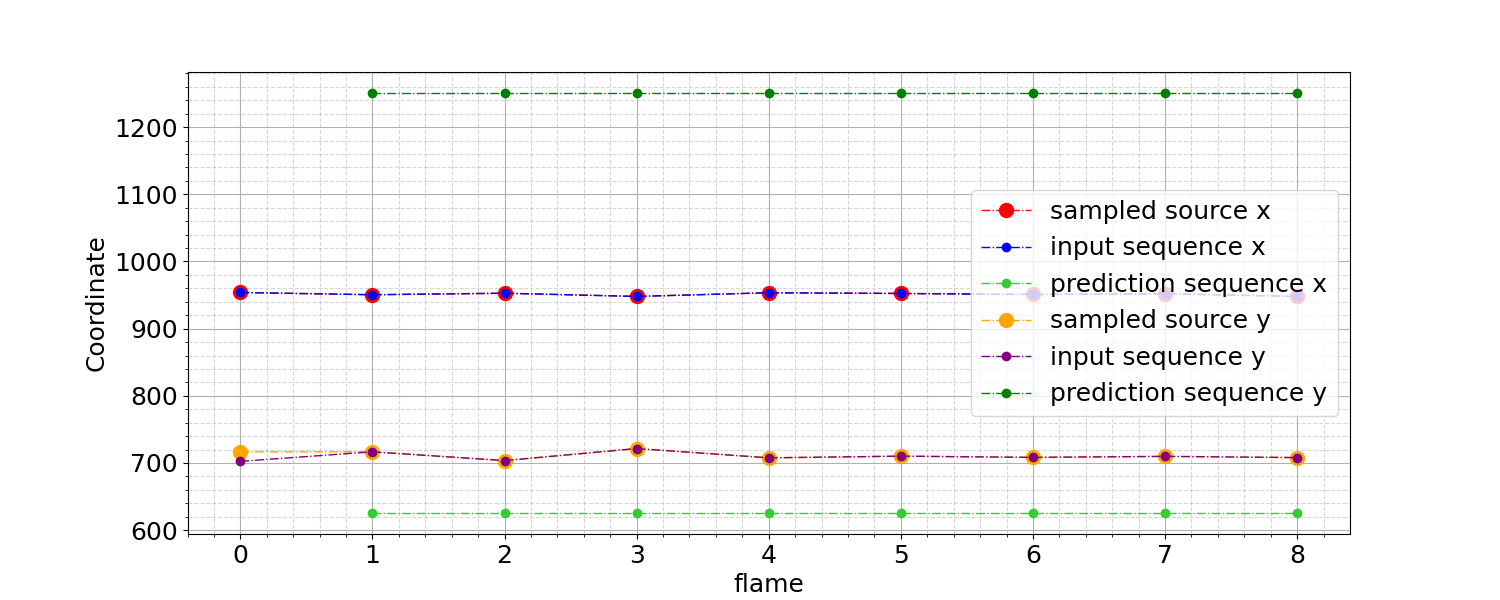 1200
1100
1000
900
800
700
600
Coordinate
sampled source x
input sequence x
prediction sequence x
sampled source y
input sequence y
prediction sequence y
0 1 2 3 4 5 6 7 8
flame